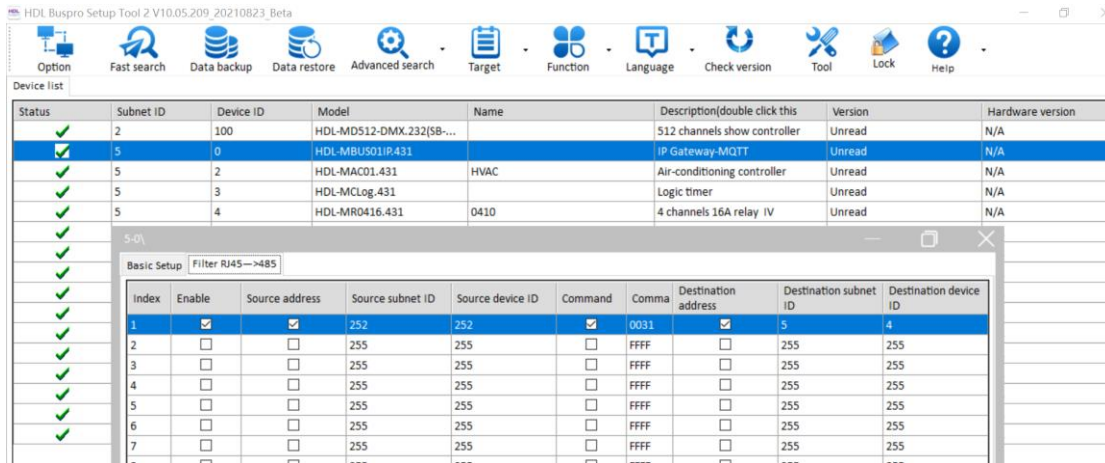 HDL Buspro Setup Tool 2 V10.05.209_20210823_Beta
Option Fast search Data backup Data restore Advanced search Target Function Language Check version Tool Lock Help
Device list
Status Subnet ID Device ID Model Name Description(double click this Version Hardware version
2 100 HDL-MD512-DMX.232(SB-... 512 channels show controller Unread N/A
5 0 HDL-MBUS01IP.431 IP Gateway-MQTT Unread N/A
5 2 HDL-MAC01.431 HVAC Air-conditioning controller Unread N/A
5 3 HDL-MCLog.431 Logic timer Unread N/A
5 4 HDL-MR0416.431 0410 4 channels 16A relay IV Unread N/A
5-0\
Basic Setup Filter RJ45—>485
Index Enable Source address Source subnet ID Source device ID Command Comma Destination address Destination subnet ID Destination device ID
1 252 252 0031 5 4
2 255 255 FFFF 255 255
3 255 255 FFFF 255 255
4 255 255 FFFF 255 255
5 255 255 FFFF 255 255
6 255 255 FFFF 255 255
7 255 255 FFFF 255 255